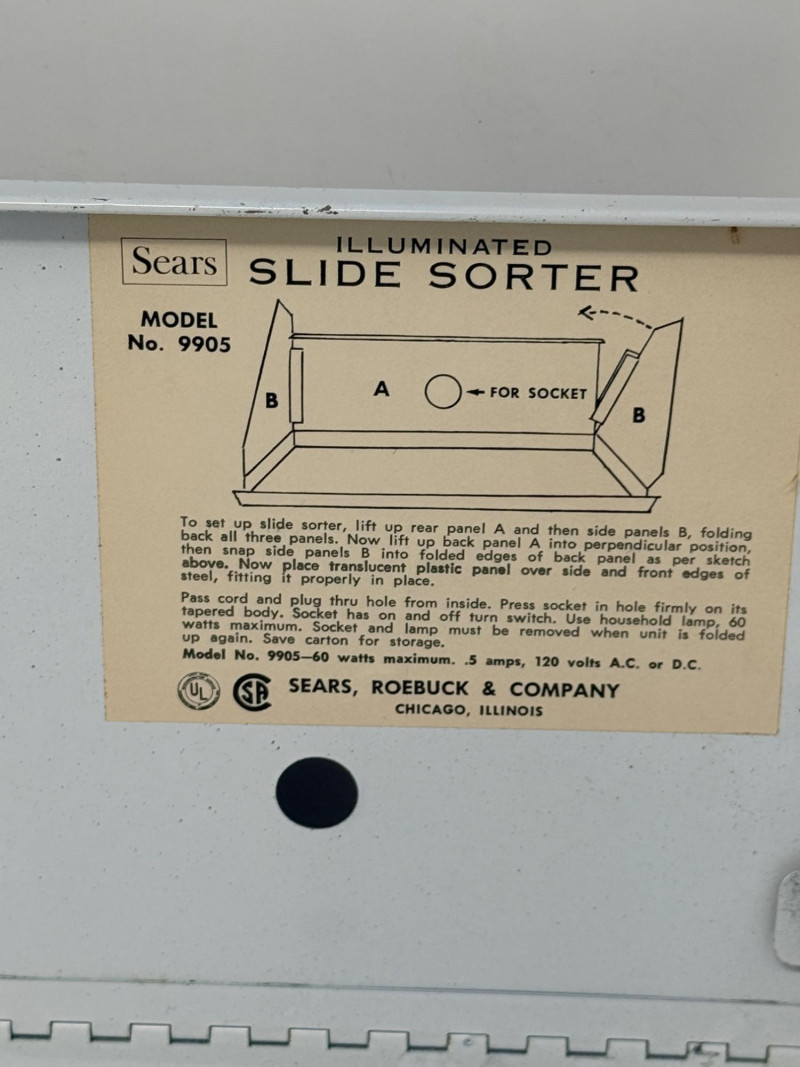 Sears
ILLUMINATED
SLIDE SORTER
MODEL
No. 9905
B
A
FOR SOCKET
B
To set up slide sorter, lift up rear panel A and then side panels B, folding
back all three panels. Now lift up back panel A into perpendicular position,
then snap side panels B into folded edges of back panel as per sketch
above. Now place translucent plastic panel over side and front edges of
steel, fitting it properly in place.
Pass cord and plug thru hole from inside. Press socket in hole firmly on its
tapered body. Socket has on and off turn switch. Use household lamp, 60
watts maximum. Socket and lamp must be removed when unit is folded
up again. Save carton for storage.
Model No. 9905—60 watts maximum. .5 amps, 120 volts A.C. or D.C.
UL
SA
SEARS, ROEBUCK & COMPANY
CHICAGO, ILLINOIS